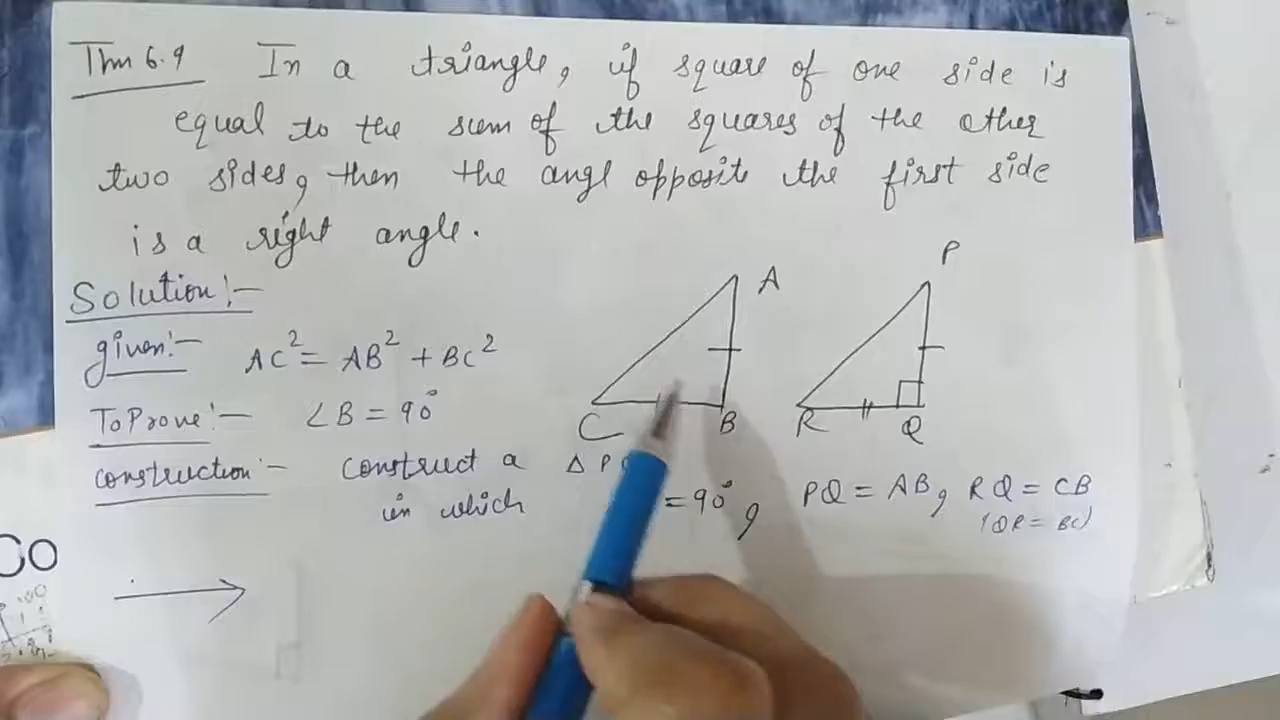 Thm 6.9 In a triangle, if square of one side is
equal to the sum of the squares of the other
two sides, then the angl opposite the first side
is a right angle.
Solution:-
given:- AC² = AB² + BC²
To Prove:- ∠B = 90°
construction:- construct a Δ P
in which = 90°, PQ = AB, RQ = CB
(QR = BC)
A
C
B
P
R
Q
Co